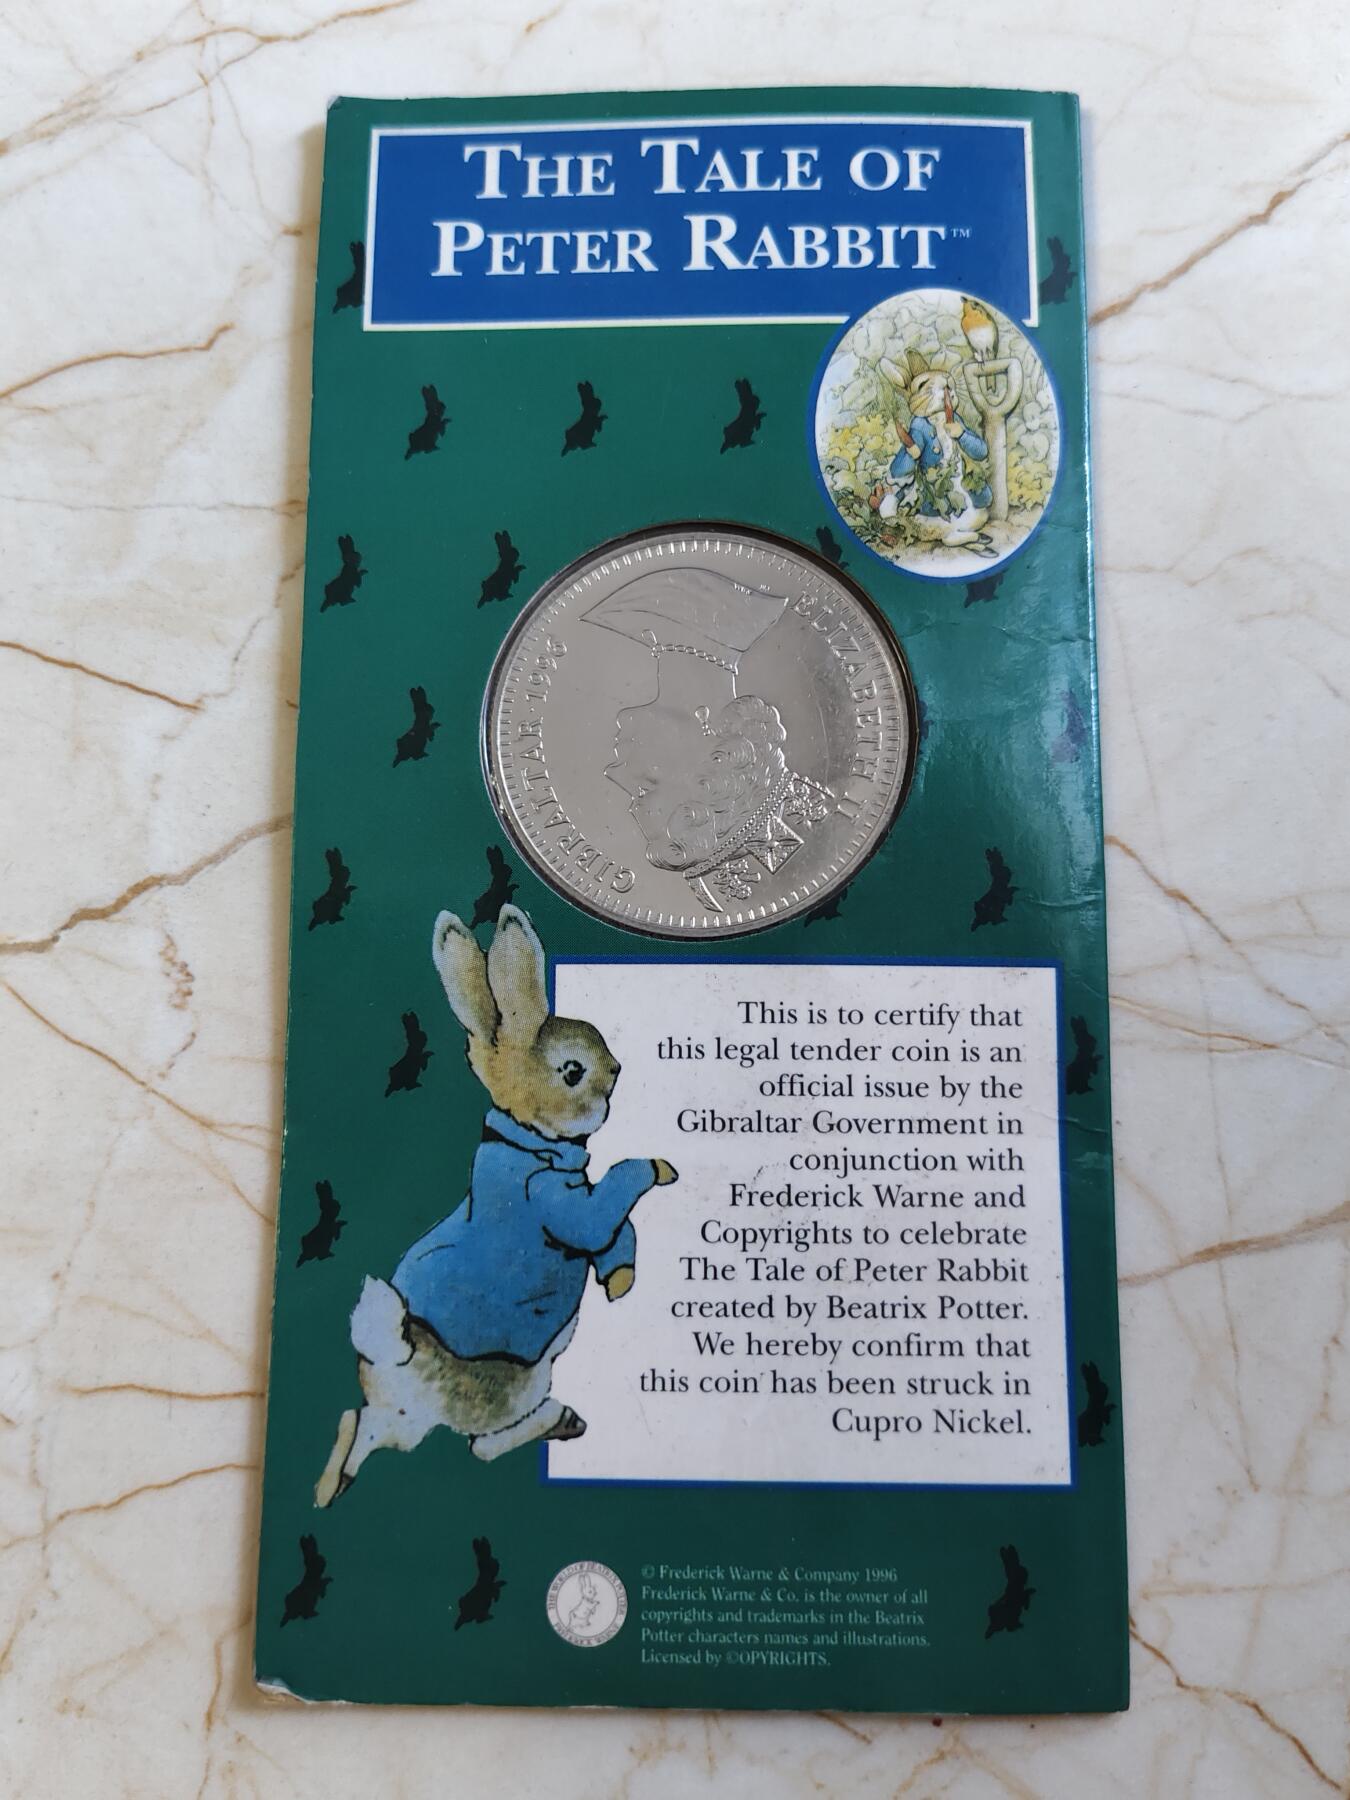 THE TALE OF
PETER RABBIT™
ELIZABETH II
GIBRALTAR · 1996
This is to certify that
this legal tender coin is an
official issue by the
Gibraltar Government in
conjunction with
Frederick Warne and
Copyrights to celebrate
The Tale of Peter Rabbit
created by Beatrix Potter.
We hereby confirm that
this coin has been struck in
Cupro Nickel.
© Frederick Warne & Company 1996
Frederick Warne & Co. is the owner of all
copyrights and trademarks in the Beatrix
Potter characters names and illustrations.
Licensed by ©OPYRIGHTS.